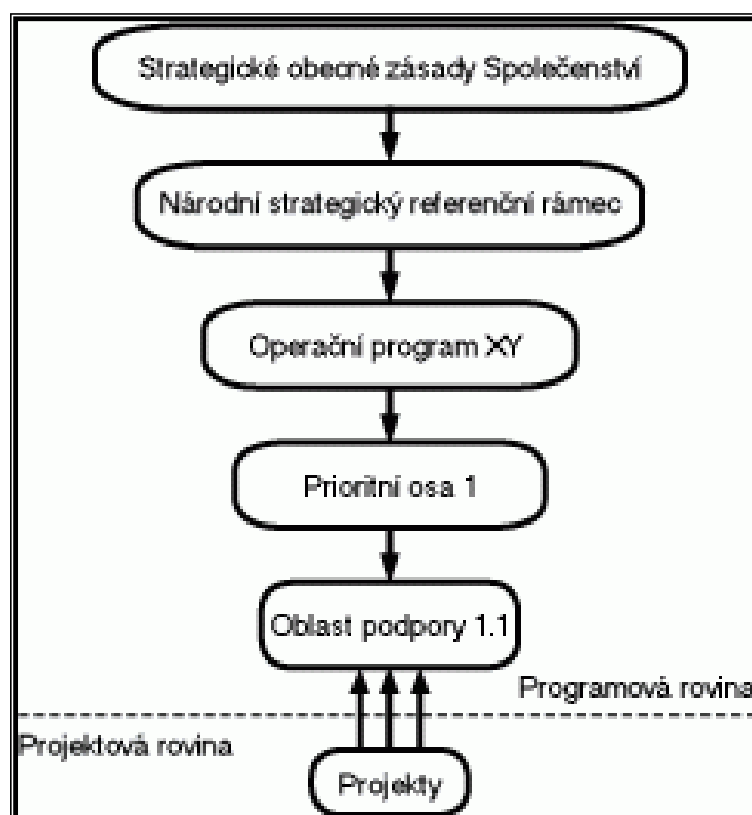 Strategické obecné zásady Společenství
Národní strategický referenční rámec
Operační program XY
Prioritní osa 1
Oblast podpory 1.1
Programová rovina
Projektová rovina
Projekty